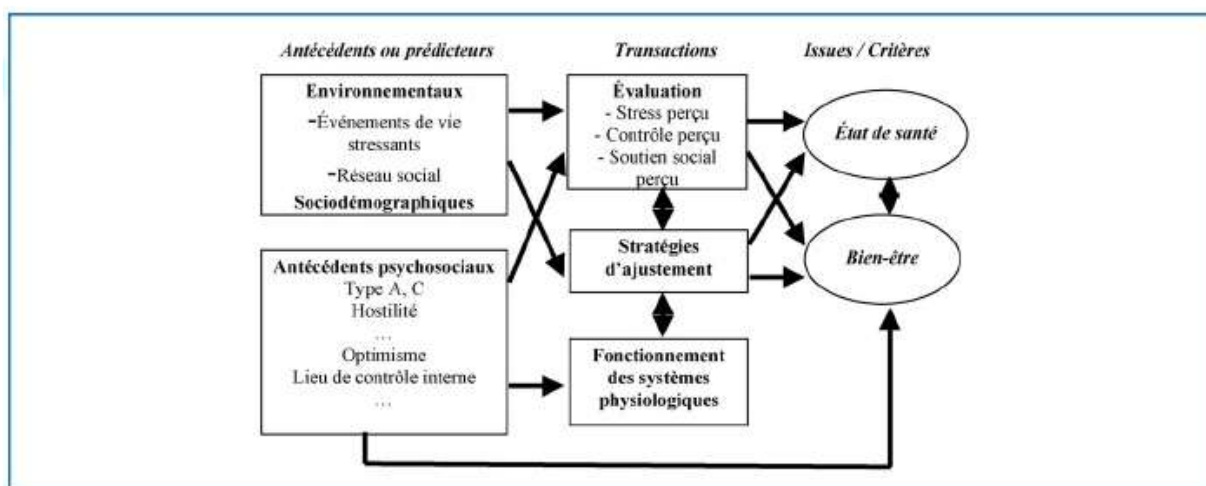 Antécédents ou prédicteurs
Transactions
Issues / Critères
Environnementaux
-Événements de vie
stressants
-Réseau social
Sociodémographiques
Évaluation
- Stress perçu
- Contrôle perçu
- Soutien social
perçu
État de santé
Antécédents psychosociaux
Type A, C
Hostilité
…
Optimisme
Lieu de contrôle interne
…
Stratégies
d'ajustement
Bien-être
Fonctionnement
des systèmes
physiologiques